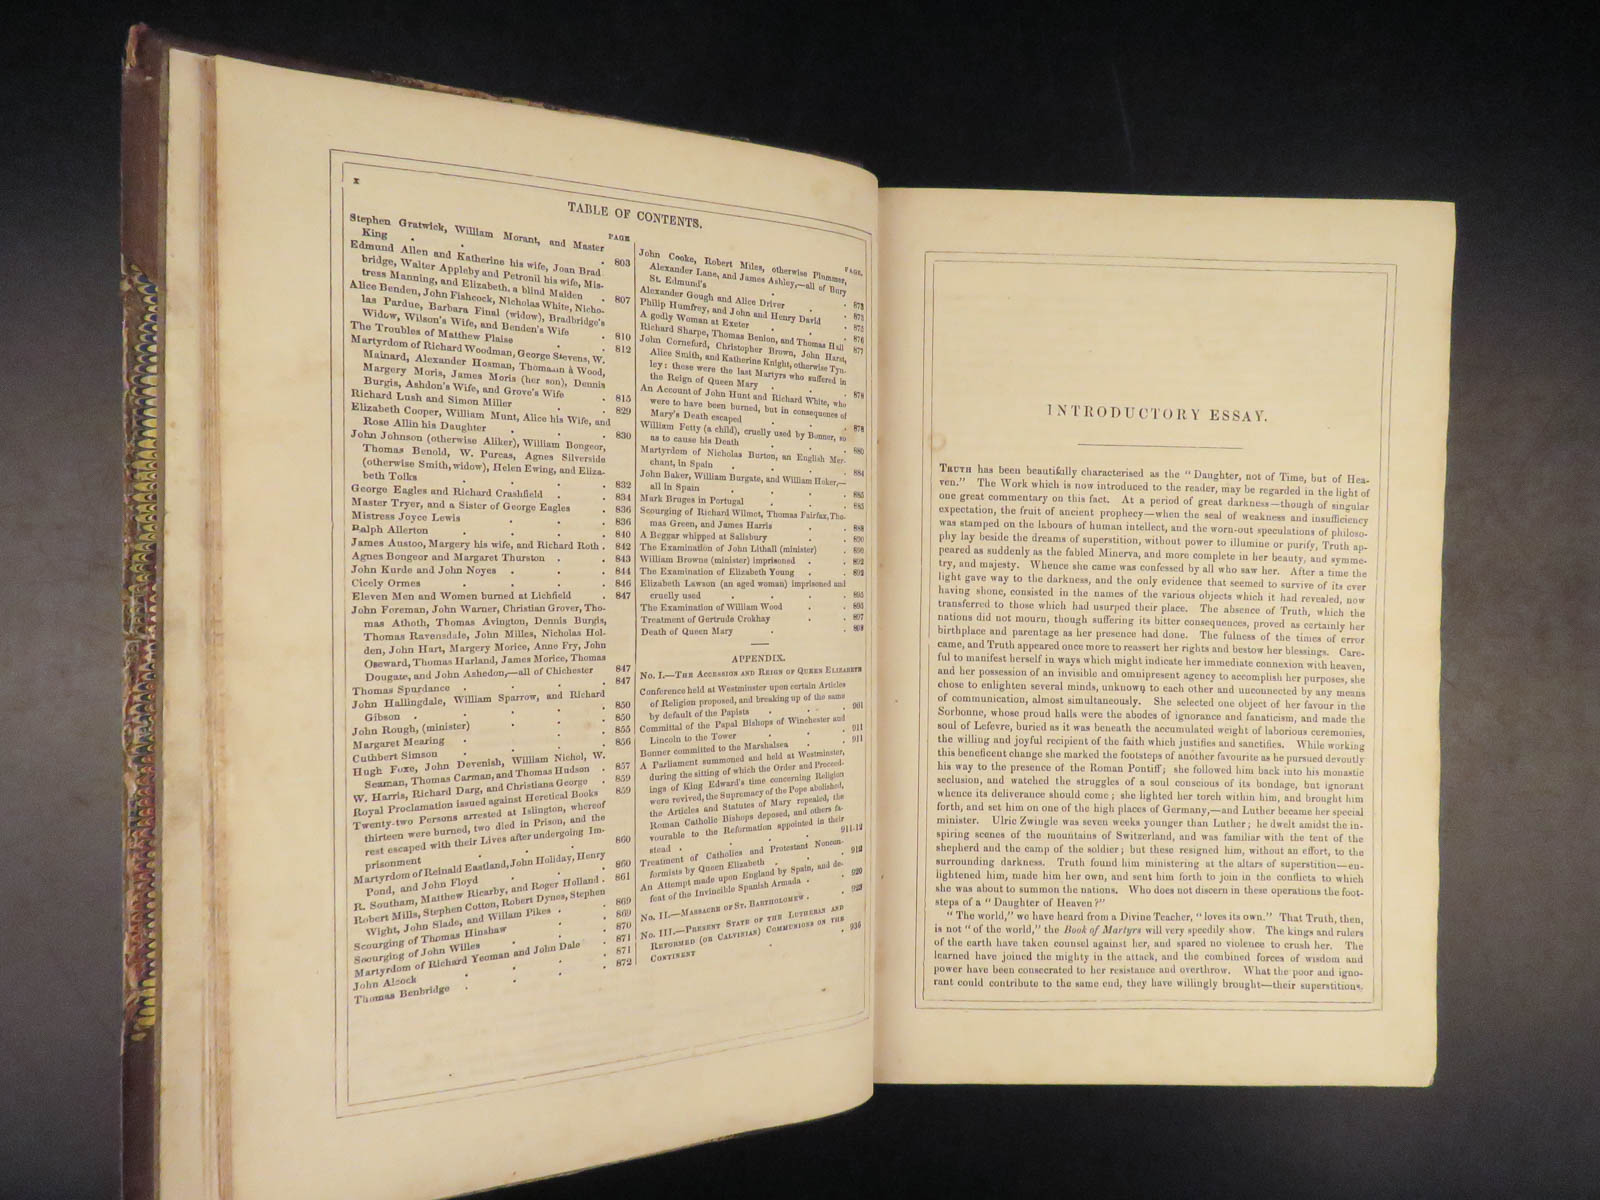 x
TABLE OF CONTENTS.
PAGE
Stephen Gratwick, William Morant, and Master
King . . . 803
Edmund Allen and Katherine his wife, Joan Brad
bridge, Walter Appleby and Petronil his wife, Mis-
tress Manning, and Elizabeth, a blind Maiden . 807
Alice Benden, John Fishcock, Nicholas White, Nicho-
las Pardue, Barbara Final (widow), Bradbridge's
Widow, Wilson's Wife, and Benden's Wife . 810
The Troubles of Matthew Plaise . . 812
Martyrdom of Richard Woodman, George Stevens, W.
Mainard, Alexander Hosman, Thomasin à Wood,
Margery Moris, James Moris (her son), Dennis
Burgis, Ashdon's Wife, and Grove's Wife . 815
Richard Lush and Simon Miller . . 829
Elizabeth Cooper, William Munt, Alice his Wife, and
Rose Allin his Daughter . . . 830
John Johnson (otherwise Aliker), William Bongeor,
Thomas Benold, W. Purcas, Agnes Silverside
(otherwise Smith, widow), Helen Ewing, and Eliza-
beth Tolks . . . . 832
George Eagles and Richard Crashfield . . 834
Master Tryer, and a Sister of George Eagles . 836
Mistress Joyce Lewis . . . 836
Ralph Allerton . . . . 840
James Austoo, Margery his wife, and Richard Roth . 842
Agnes Bongeor and Margaret Thurston . . 843
John Kurde and John Noyes . . . 844
Cicely Ormes . . . . 846
Eleven Men and Women burned at Lichfield . 847
John Foreman, John Warner, Christian Grover, Tho-
mas Athoth, Thomas Avington, Dennis Burgis,
Thomas Ravensdale, John Milles, Nicholas Hol-
den, John Hart, Margery Morice, Anne Fry, John
Oseward, Thomas Harland, James Morice, Thomas
Dougate, and John Ashedon,—all of Chichester 847
Thomas Spurdance . . . . 847
John Hallingdale, William Sparrow, and Richard
Gibson . . . . 850
John Rough, (minister) . . . 850
Margaret Mearing . . . . 855
Cuthbert Simson . . . . 856
Hugh Foxe, John Devenish, William Nichol, W.
Seaman, Thomas Carman, and Thomas Hudson . 857
W. Harris, Richard Darg, and Christiana George . 859
Royal Proclamation issued against Heretical Books 859
Twenty-two Persons arrested at Islington, whereof
thirteen were burned, two died in Prison, and the
rest escaped with their Lives after undergoing Im-
prisonment . . . . 860
Martyrdom of Reinald Eastland, John Holiday, Henry
Pond, and John Floyd . . . 860
R. Southam, Matthew Ricarby, and Roger Holland . 861
Robert Mills, Stephen Cotton, Robert Dynes, Stephen
Wight, John Slade, and Willam Pikes . . 869
Scourging of Thomas Hinshaw . . 869
Scourging of John Willes . . . 870
Martyrdom of Richard Yeoman and John Dale . 871
John Alcock . . . . 871
Thomas Benbridge . . . . 872
PAGE.
John Cooke, Robert Miles, otherwise Plummer,
Alexander Lane, and James Ashley,—all of Bury
St. Edmund's . . 873
Alexander Gough and Alice Driver . . 873
Philip Humfrey, and John and Henry David . 875
A godly Woman at Exeter . . . 876
Richard Sharpe, Thomas Benion, and Thomas Hall 877
John Corneford, Christopher Brown, John Harst,
Alice Smith, and Katherine Knight, otherwise Tyn-
ley: these were the last Martyrs who suffered in
the Reign of Queen Mary . . . 878
An Account of John Hunt and Richard White, who
were to have been burned, but in consequence of
Mary's Death escaped . . . 878
William Fetty (a child), cruelly used by Bonner, so
as to cause his Death . . . 880
Martyrdom of Nicholas Burton, an English Mer-
chant, in Spain . . . . 884
John Baker, William Burgate, and William Hoker,—
all in Spain . . . . 885
Mark Bruges in Portugal . . . 885
Scourging of Richard Wilmot, Thomas Fairfax, Tho-
mas Green, and James Harris . . 888
A Beggar whipped at Salisbury . . 890
The Examination of John Lithall (minister) . 890
William Browne (minister) imprisoned . . 892
The Examination of Elizabeth Young . . 892
Elizabeth Lawson (an aged woman) imprisoned and
cruelly used . . . . 895
The Examination of William Wood . . 895
Treatment of Gertrude Crokhay . . 897
Death of Queen Mary . . 898
APPENDIX.
No. I.—The Accession and Reign of Queen Elizabeth
Conference held at Westminster upon certain Articles
of Religion proposed, and breaking up of the same
by default of the Papists . . . 901
Committal of the Papal Bishops of Winchester and
Lincoln to the Tower . . . 911
Bonner committed to the Marshalsea . . 911
A Parliament summoned and held at Westminster,
during the sitting of which the Order and Proceed-
ings of King Edward's time concerning Religion
were revived, the Supremacy of the Pope abolished,
the Articles and Statutes of Mary repealed, the
Roman Catholic Bishops deposed, and others fa-
vourable to the Reformation appointed in their
stead . . . . 911-12
Treatment of Catholics and Protestant Noncon-
formists by Queen Elizabeth . . . 912
An Attempt made upon England by Spain, and de-
feat of the Invincible Spanish Armada . . 920
No. II.—Massacre of St. Bartholomew . . 923
No. III.—Present State of the Lutheran and
Reformed (or Calvinian) Communions on the
Continent . . . 936
INTRODUCTORY ESSAY.
Truth has been beautifully characterised as the "Daughter, not of Time, but of Hea-
ven." The Work which is now introduced to the reader, may be regarded in the light of
one great commentary on this fact. At a period of great darkness—though of singular
expectation, the fruit of ancient prophecy—when the seal of weakness and insufficiency
was stamped on the labours of human intellect, and the worn-out speculations of philoso-
phy lay beside the dreams of superstition, without power to illumine or purify, Truth ap-
peared as suddenly as the fabled Minerva, and more complete in her beauty, and symme-
try, and majesty. Whence she came was confessed by all who saw her. After a time the
light gave way to the darkness, and the only evidence that seemed to survive of its ever
having shone, consisted in the names of the various objects which it had revealed, now
transferred to those which had usurped their place. The absence of Truth, which the
nations did not mourn, though suffering its bitter consequences, proved as certainly her
birthplace and parentage as her presence had done. The fulness of the times of error
came, and Truth appeared once more to reassert her rights and bestow her blessings. Care-
ful to manifest herself in ways which might indicate her immediate connexion with heaven,
and her possession of an invisible and omnipresent agency to accomplish her purposes, she
chose to enlighten several minds, unknown to each other and unconnected by any means
of communication, almost simultaneously. She selected one object of her favour in the
Sorbonne, whose proud halls were the abodes of ignorance and fanaticism, and made the
soul of Lefevre, buried as it was beneath the accumulated weight of laborious ceremonies,
the willing and joyful recipient of the faith which justifies and sanctifies. While working
this beneficent change she marked the footsteps of another favourite as he pursued devoutly
his way to the presence of the Roman Pontiff; she followed him back into his monastic
seclusion, and watched the struggles of a soul conscious of its bondage, but ignorant
whence its deliverance should come; she lighted her torch within him, and brought him
forth, and set him on one of the high places of Germany,—and Luther became her special
minister. Ulric Zwingle was seven weeks younger than Luther; he dwelt amidst the in-
spiring scenes of the mountains of Switzerland, and was familiar with the tent of the
shepherd and the camp of the soldier; but these resigned him, without an effort, to the
surrounding darkness. Truth found him ministering at the altars of superstition—en-
lightened him, made him her own, and sent him forth to join in the conflicts to which
she was about to summon the nations. Who does not discern in these operations the foot-
steps of a "Daughter of Heaven?"
"The world," we have heard from a Divine Teacher, "loves its own." That Truth, then,
is not "of the world," the Book of Martyrs will very speedily show. The kings and rulers
of the earth have taken counsel against her, and spared no violence to crush her. The
learned have joined the mighty in the attack, and the combined forces of wisdom and
power have been consecrated to her resistance and overthrow. What the poor and igno-
rant could contribute to the same end, they have willingly brought—their superstitions,